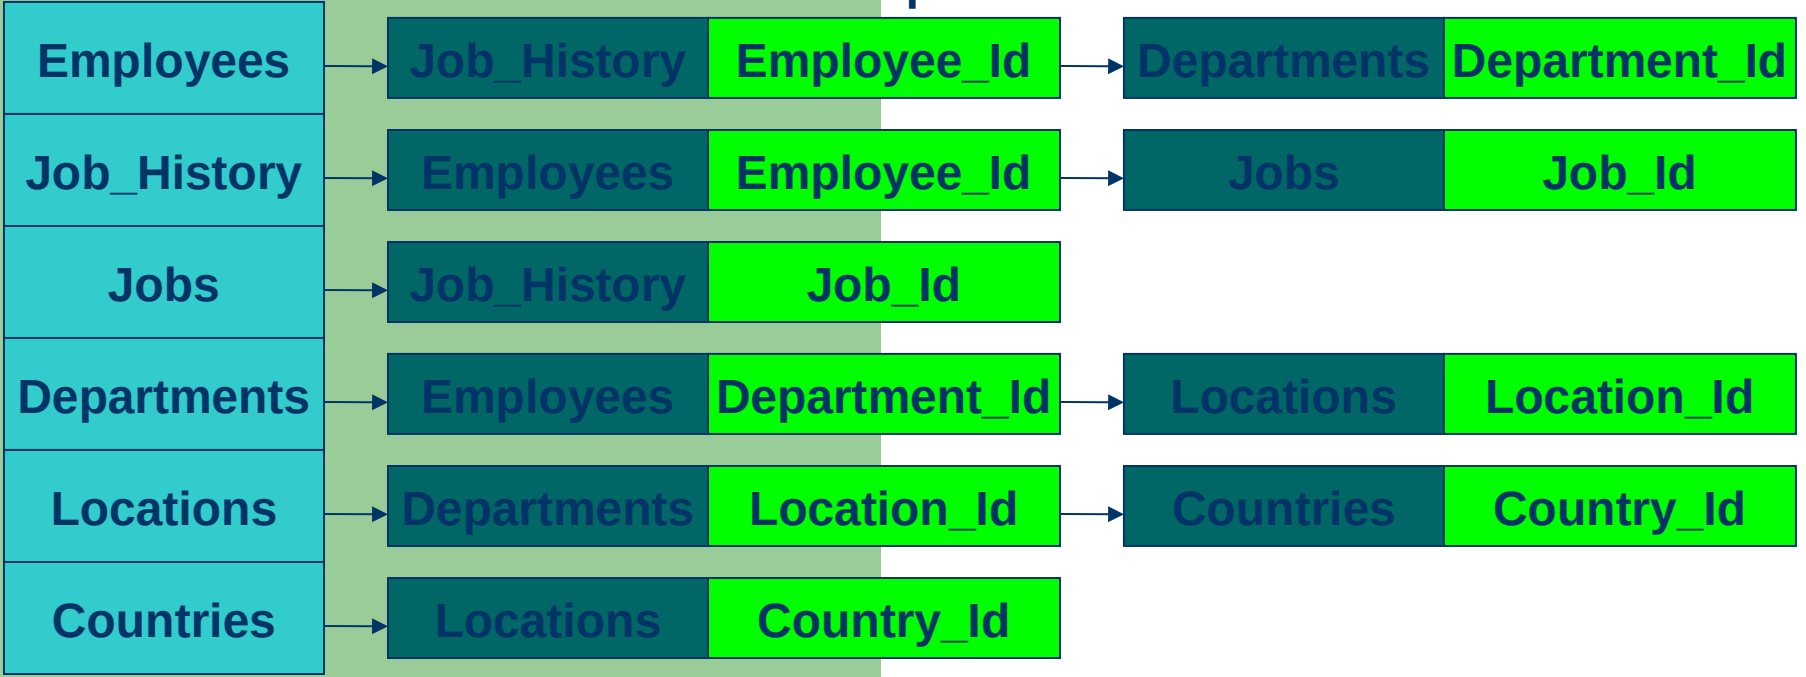 Employees Job_History Employee_Id Departments Department_Id
Job_History Employees Employee_Id Jobs Job_Id
Jobs Job_History Job_Id
Departments Employees Department_Id Locations Location_Id
Locations Departments Location_Id Countries Country_Id
Countries Locations Country_Id